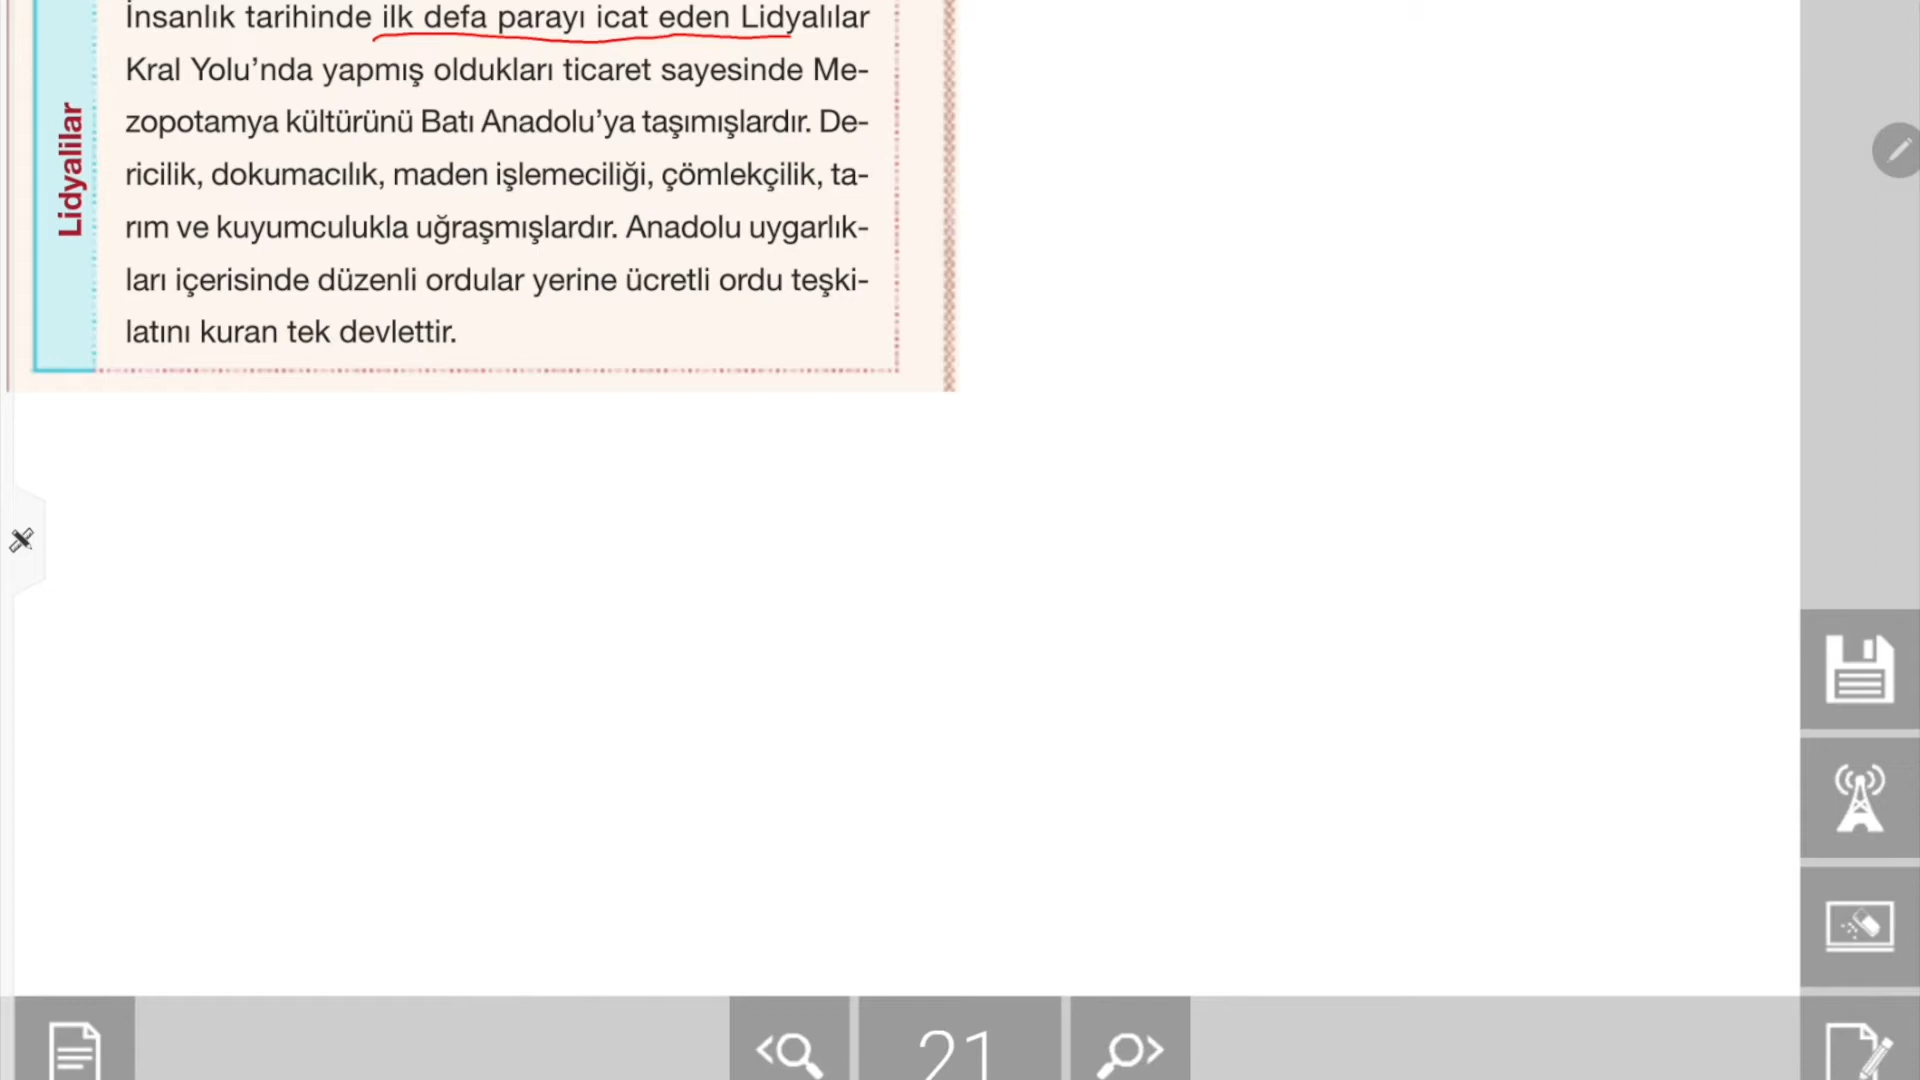 Lidyalılar
İnsanlık tarihinde ilk defa parayı icat eden Lidyalılar
Kral Yolu’nda yapmış oldukları ticaret sayesinde Me-
zopotamya kültürünü Batı Anadolu’ya taşımışlardır. De-
ricilik, dokumacılık, maden işlemeciliği, çömlekçilik, ta-
rım ve kuyumculukla uğraşmışlardır. Anadolu uygarlık-
ları içerisinde düzenli ordular yerine ücretli ordu teşki-
latını kuran tek devlettir.
21